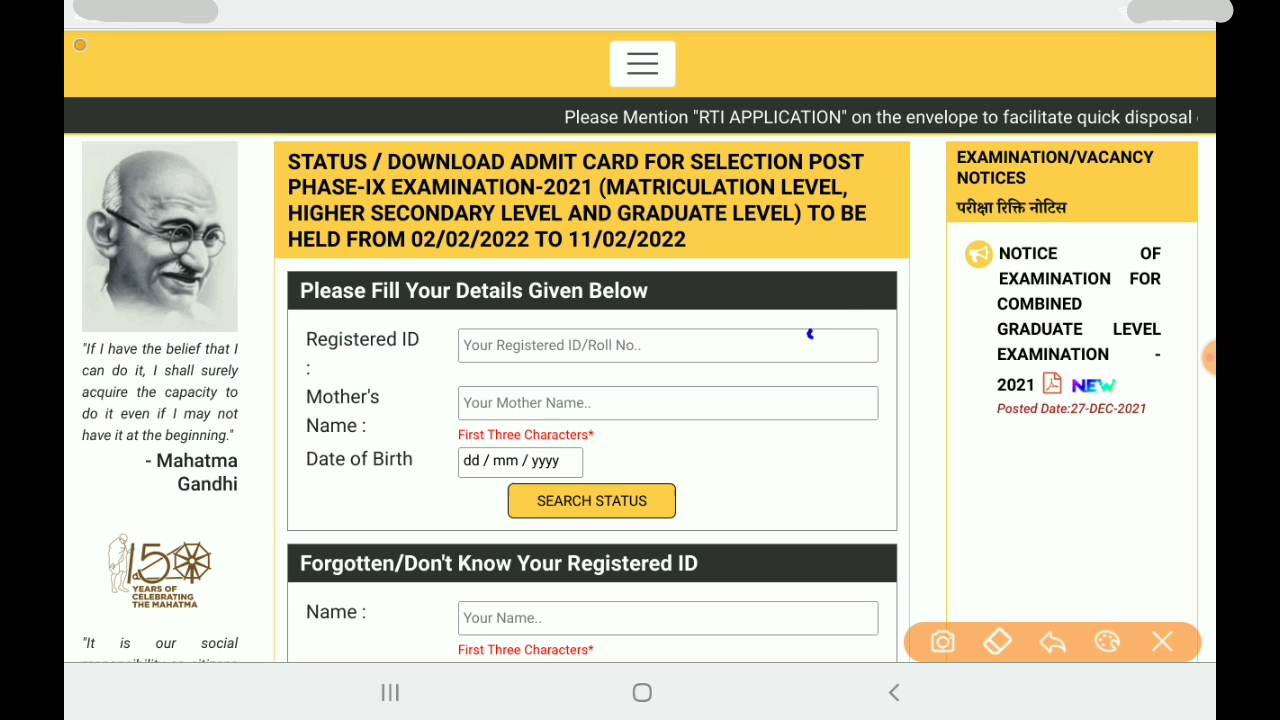 Please Mention "RTI APPLICATION" on the envelope to facilitate quick disposal
"If I have the belief that I
can do it, I shall surely
acquire the capacity to
do it even if I may not
have it at the beginning."
- Mahatma
Gandhi
150
YEARS OF
CELEBRATING
THE MAHATMA
"It is our social
STATUS / DOWNLOAD ADMIT CARD FOR SELECTION POST
PHASE-IX EXAMINATION-2021 (MATRICULATION LEVEL,
HIGHER SECONDARY LEVEL AND GRADUATE LEVEL) TO BE
HELD FROM 02/02/2022 TO 11/02/2022
Please Fill Your Details Given Below
Registered ID
:
Your Registered ID/Roll No..
Mother's
Name :
Your Mother Name..
First Three Characters*
Date of Birth
dd / mm / yyyy
SEARCH STATUS
Forgotten/Don't Know Your Registered ID
Name :
Your Name..
First Three Characters*
EXAMINATION/VACANCY
NOTICES
परीक्षा रिक्ति नोटिस
NOTICE OF
EXAMINATION FOR
COMBINED
GRADUATE LEVEL
EXAMINATION -
2021 NEW
Posted Date:27-DEC-2021